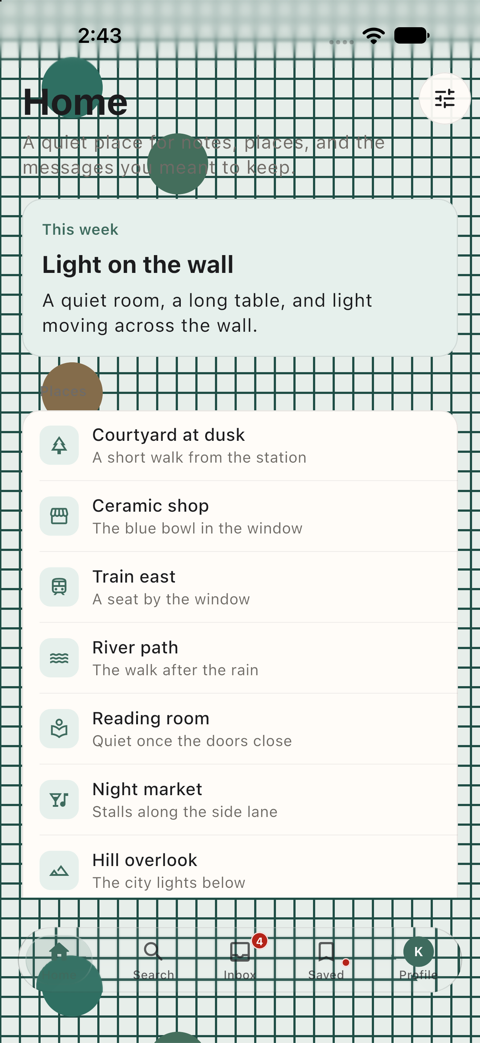 2:43
Home
A quiet place for notes, places, and the
messages you meant to keep.
This week
Light on the wall
A quiet room, a long table, and light
moving across the wall.
Courtyard at dusk
A short walk from the station
Ceramic shop
The blue bowl in the window
Train east
A seat by the window
River path
The walk after the rain
Reading room
Quiet once the doors close
Night market
Stalls along the side lane
Hill overlook
The city lights below
4
K
Search
Inbox
Saved
Profile